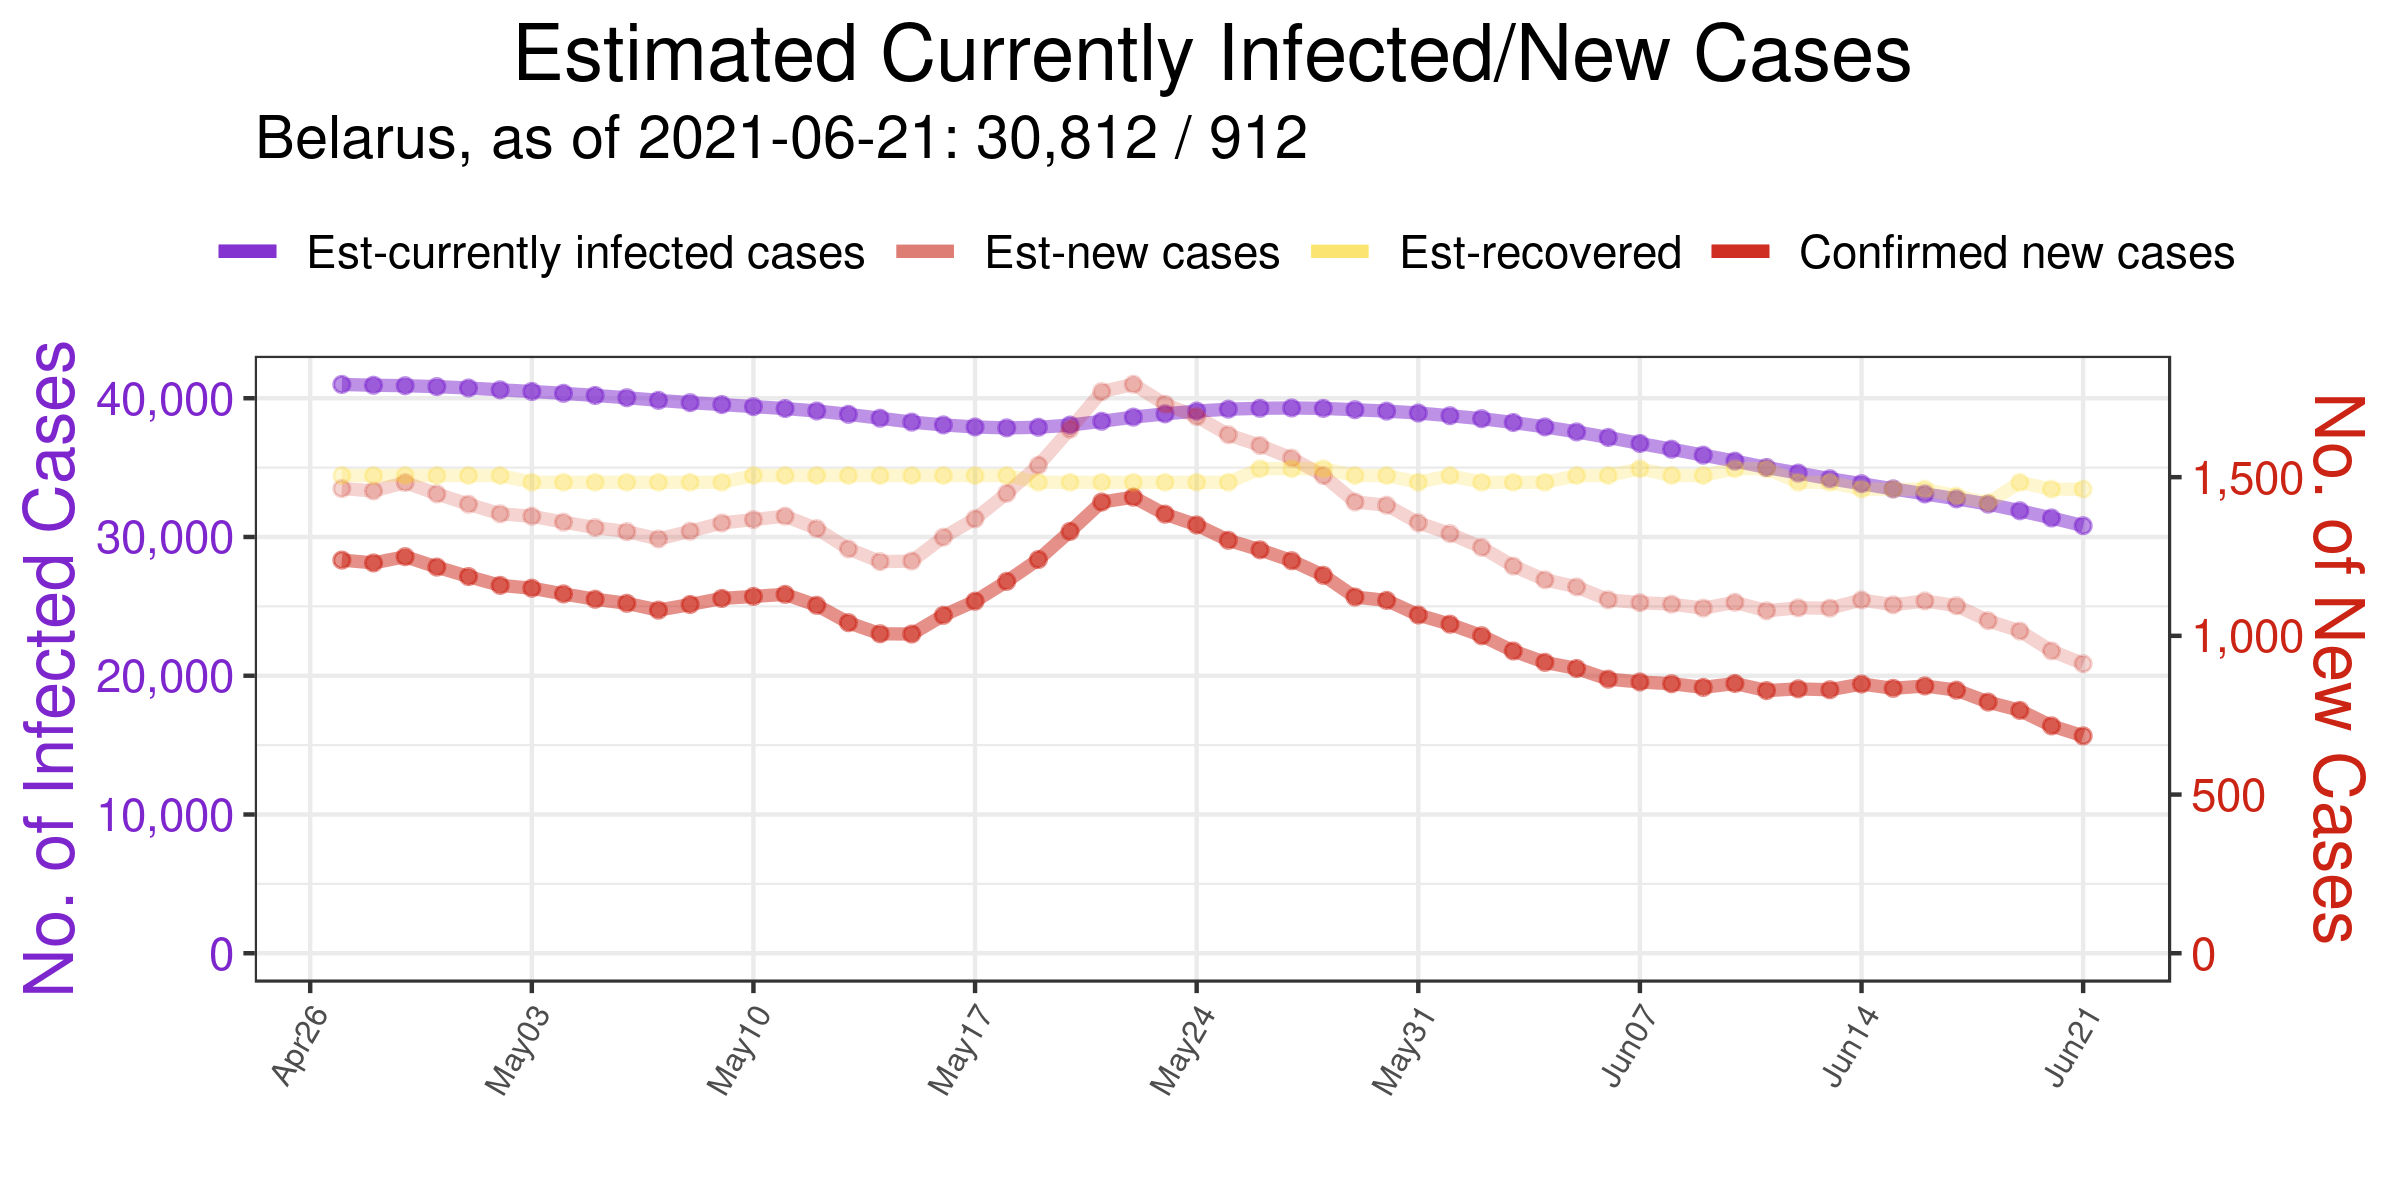 Estimated Currently Infected/New Cases
Belarus, as of 2021-06-21: 30,812 / 912
Est-currently infected cases Est-new cases Est-recovered Confirmed new cases
No. of Infected Cases
40,000
30,000
20,000
10,000
0
1,500
1,000
500
0
No. of New Cases
Apr26 May03 May10 May17 May24 May31 Jun07 Jun14 Jun21